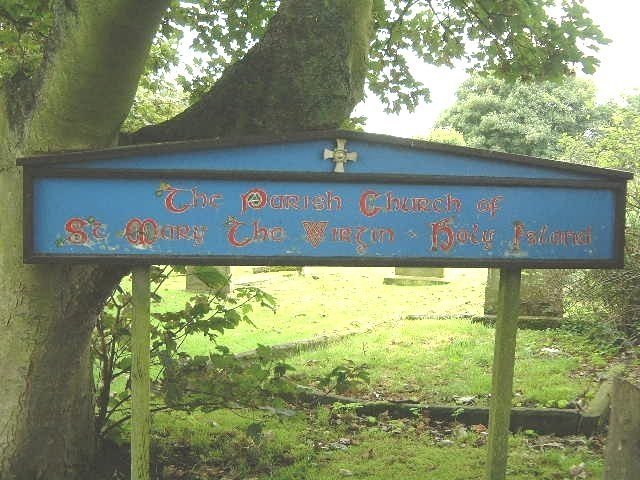 The Parish Church of
St Mary The Virgin - Holy Island